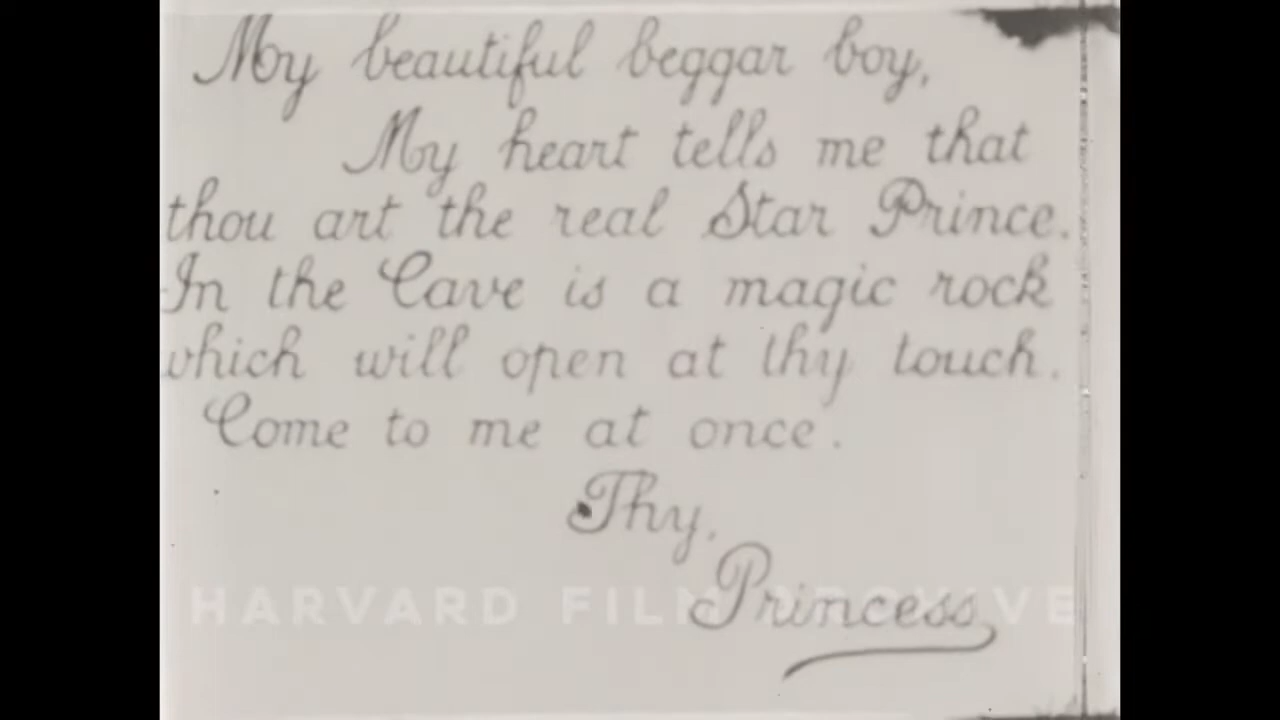 My beautiful beggar boy,
My heart tells me that
thou art the real Star Prince.
In the Cave is a magic rock
which will open at thy touch.
Come to me at once.
Thy,
Princess
HARVARD FILM ARCHIVE